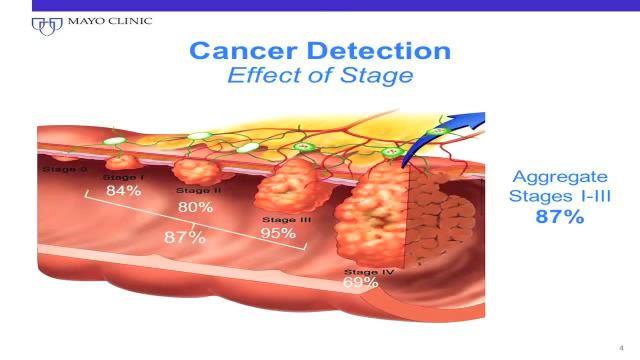 MAYO CLINIC
Cancer Detection
Effect of Stage
Stage 0
Stage I
84%
Stage II
80%
Stage III
95%
87%
Stage IV
69%
Aggregate
Stages I-III
87%
4